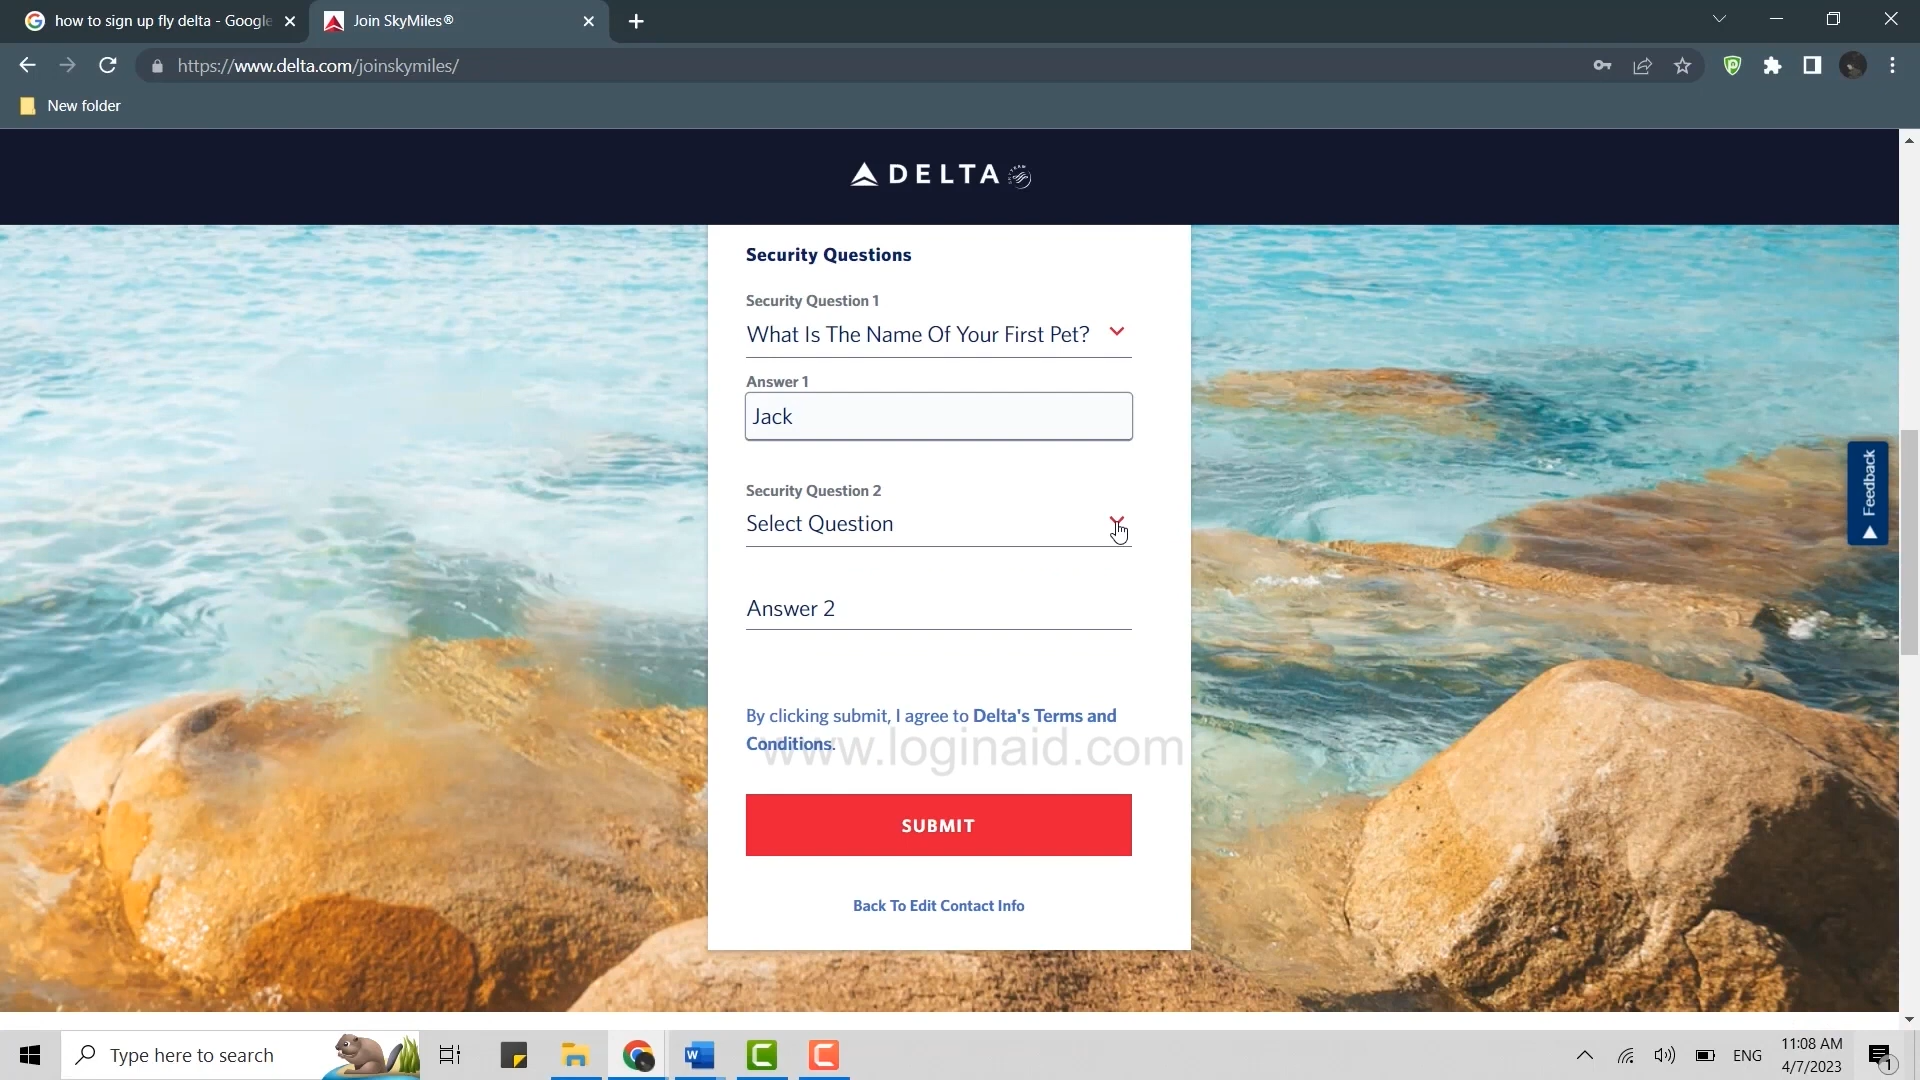 how to sign up fly delta - Google
Join SkyMiles®
https://www.delta.com/joinskymiles/
New folder
DELTA
Security Questions
Security Question 1
What Is The Name Of Your First Pet?
Answer 1
Jack
Security Question 2
Select Question
Answer 2
By clicking submit, I agree to Delta's Terms and
Conditions.
www.loginaid.com
SUBMIT
Back To Edit Contact Info
Feedback
Type here to search
ENG
11:08 AM
4/7/2023
1